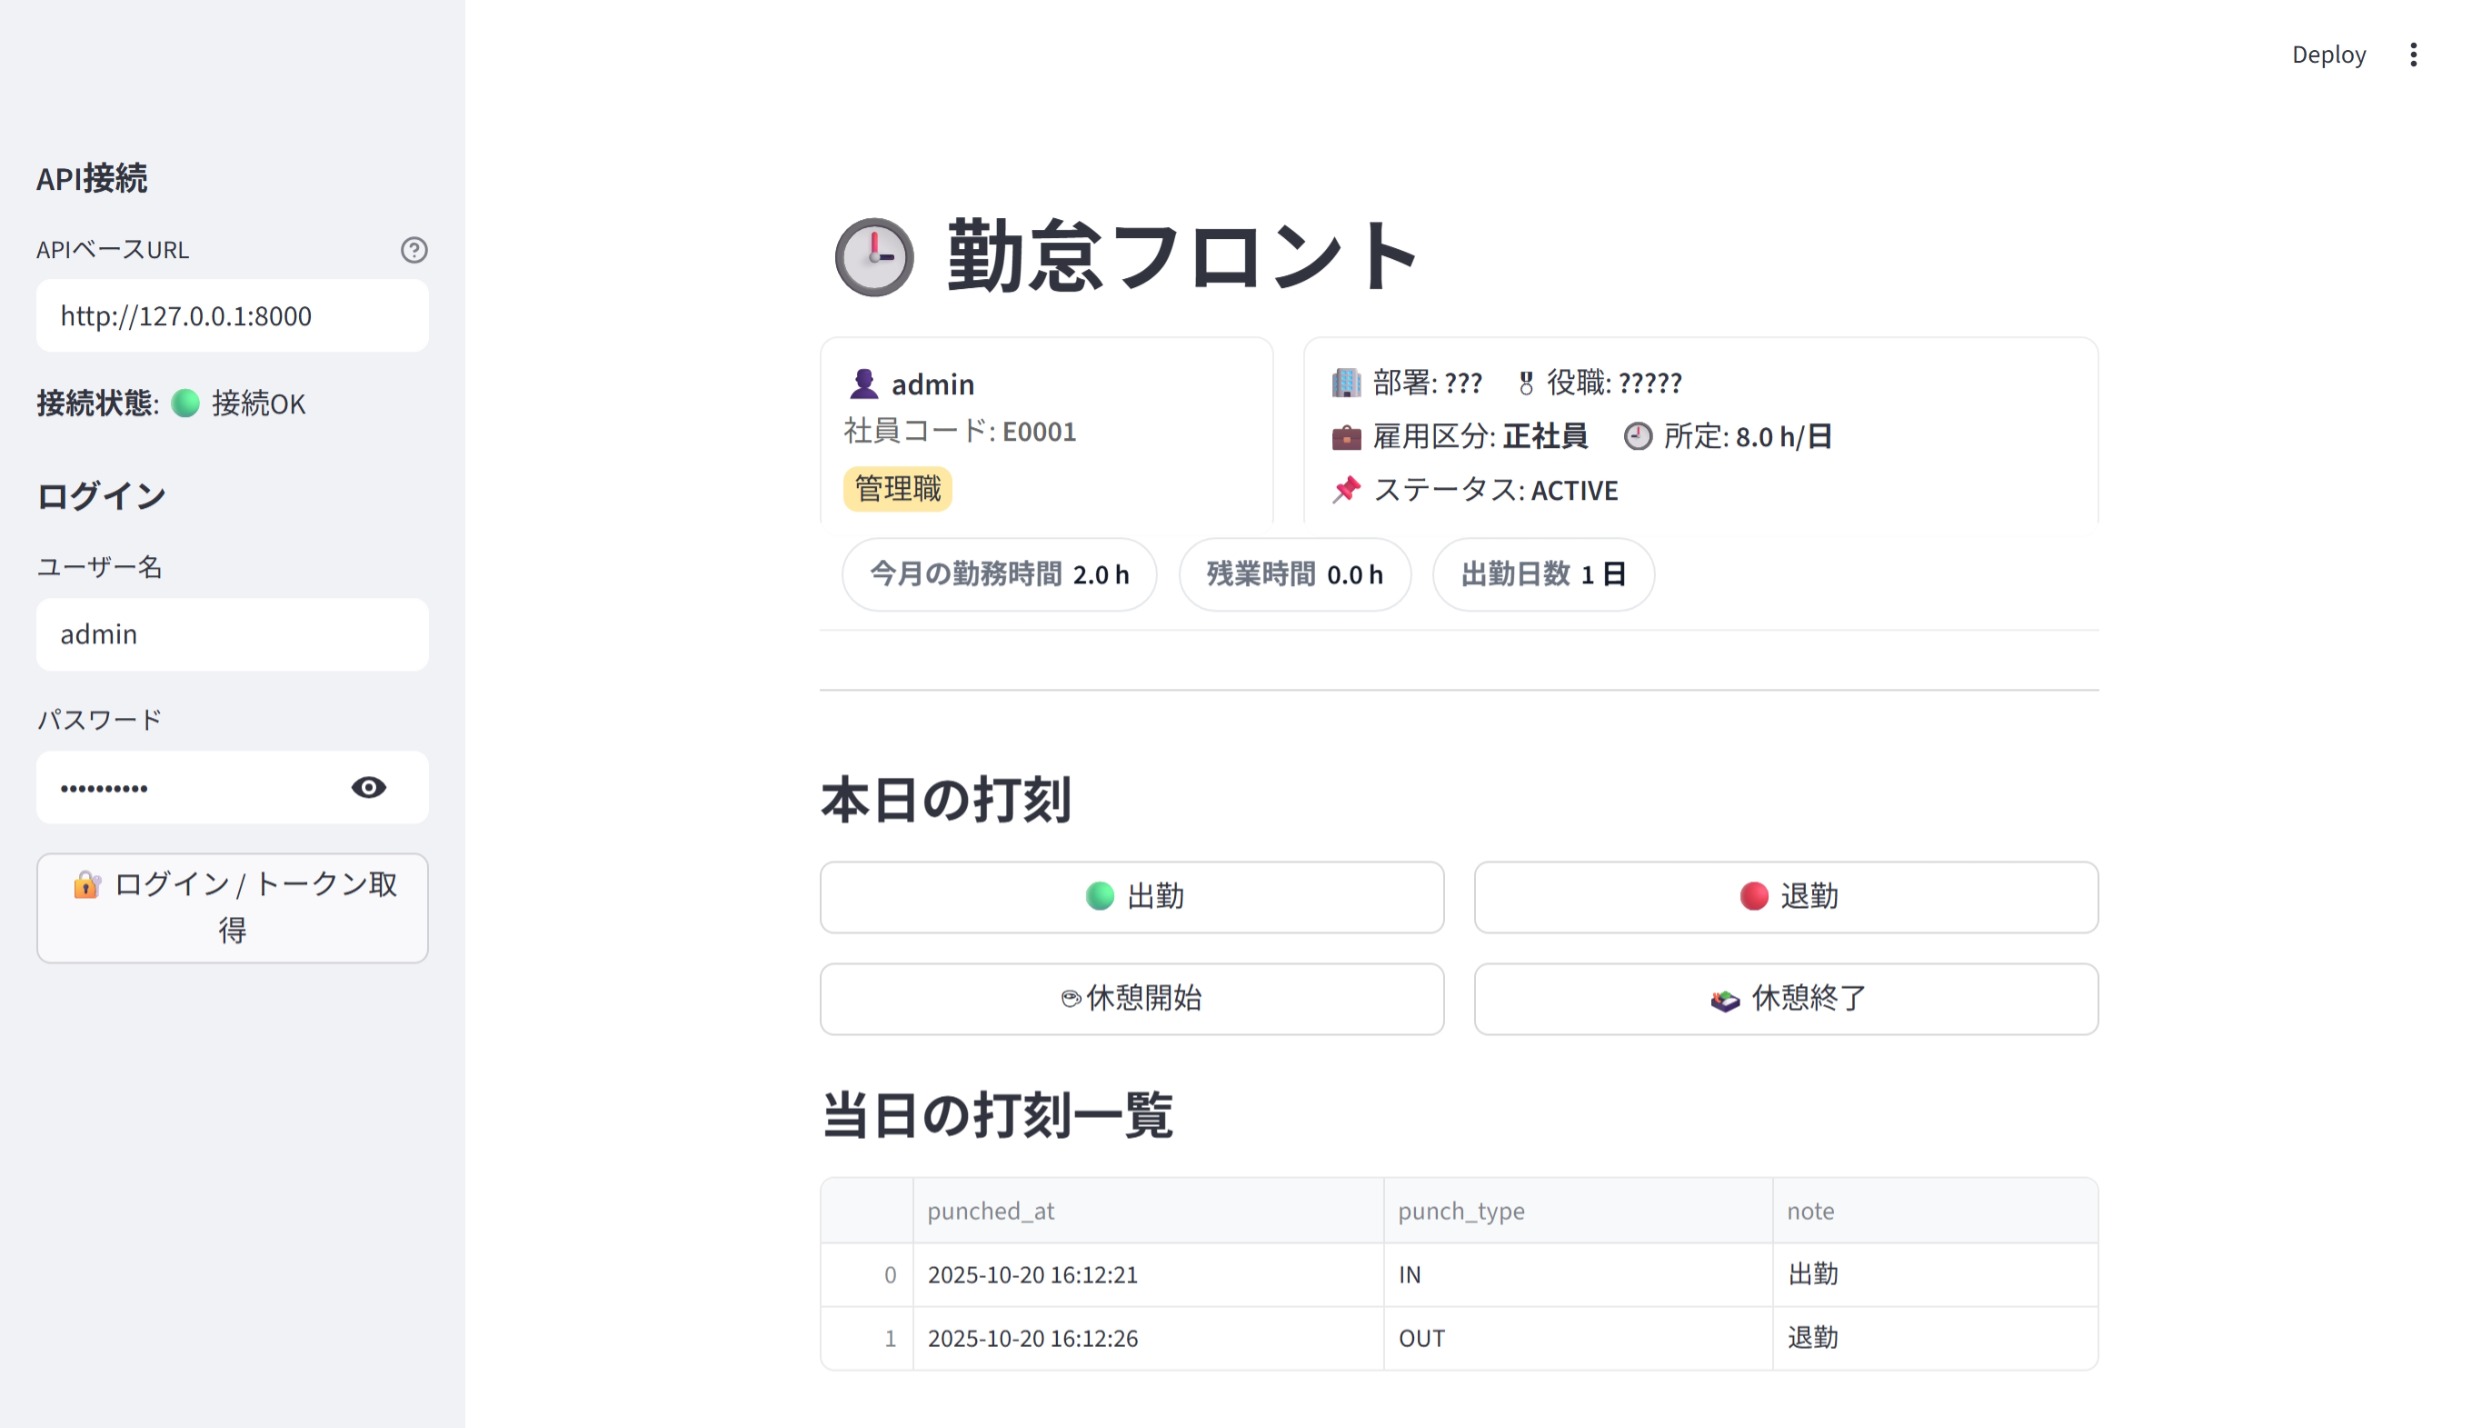 Deploy
API接続
APIベースURL
http://127.0.0.1:8000
接続状態: 接続OK
ログイン
ユーザー名
admin
パスワード
••••••••••
ログイン / トークン取
得
勤怠フロント
admin
社員コード: E0001
管理職
部署: ??? 役職: ?????
雇用区分: 正社員 所定: 8.0 h/日
ステータス: ACTIVE
今月の勤務時間 2.0 h 残業時間 0.0 h 出勤日数 1 日
本日の打刻
出勤 退勤
休憩開始 休憩終了
当日の打刻一覧
punched_at punch_type note
0 2025-10-20 16:12:21 IN 出勤
1 2025-10-20 16:12:26 OUT 退勤